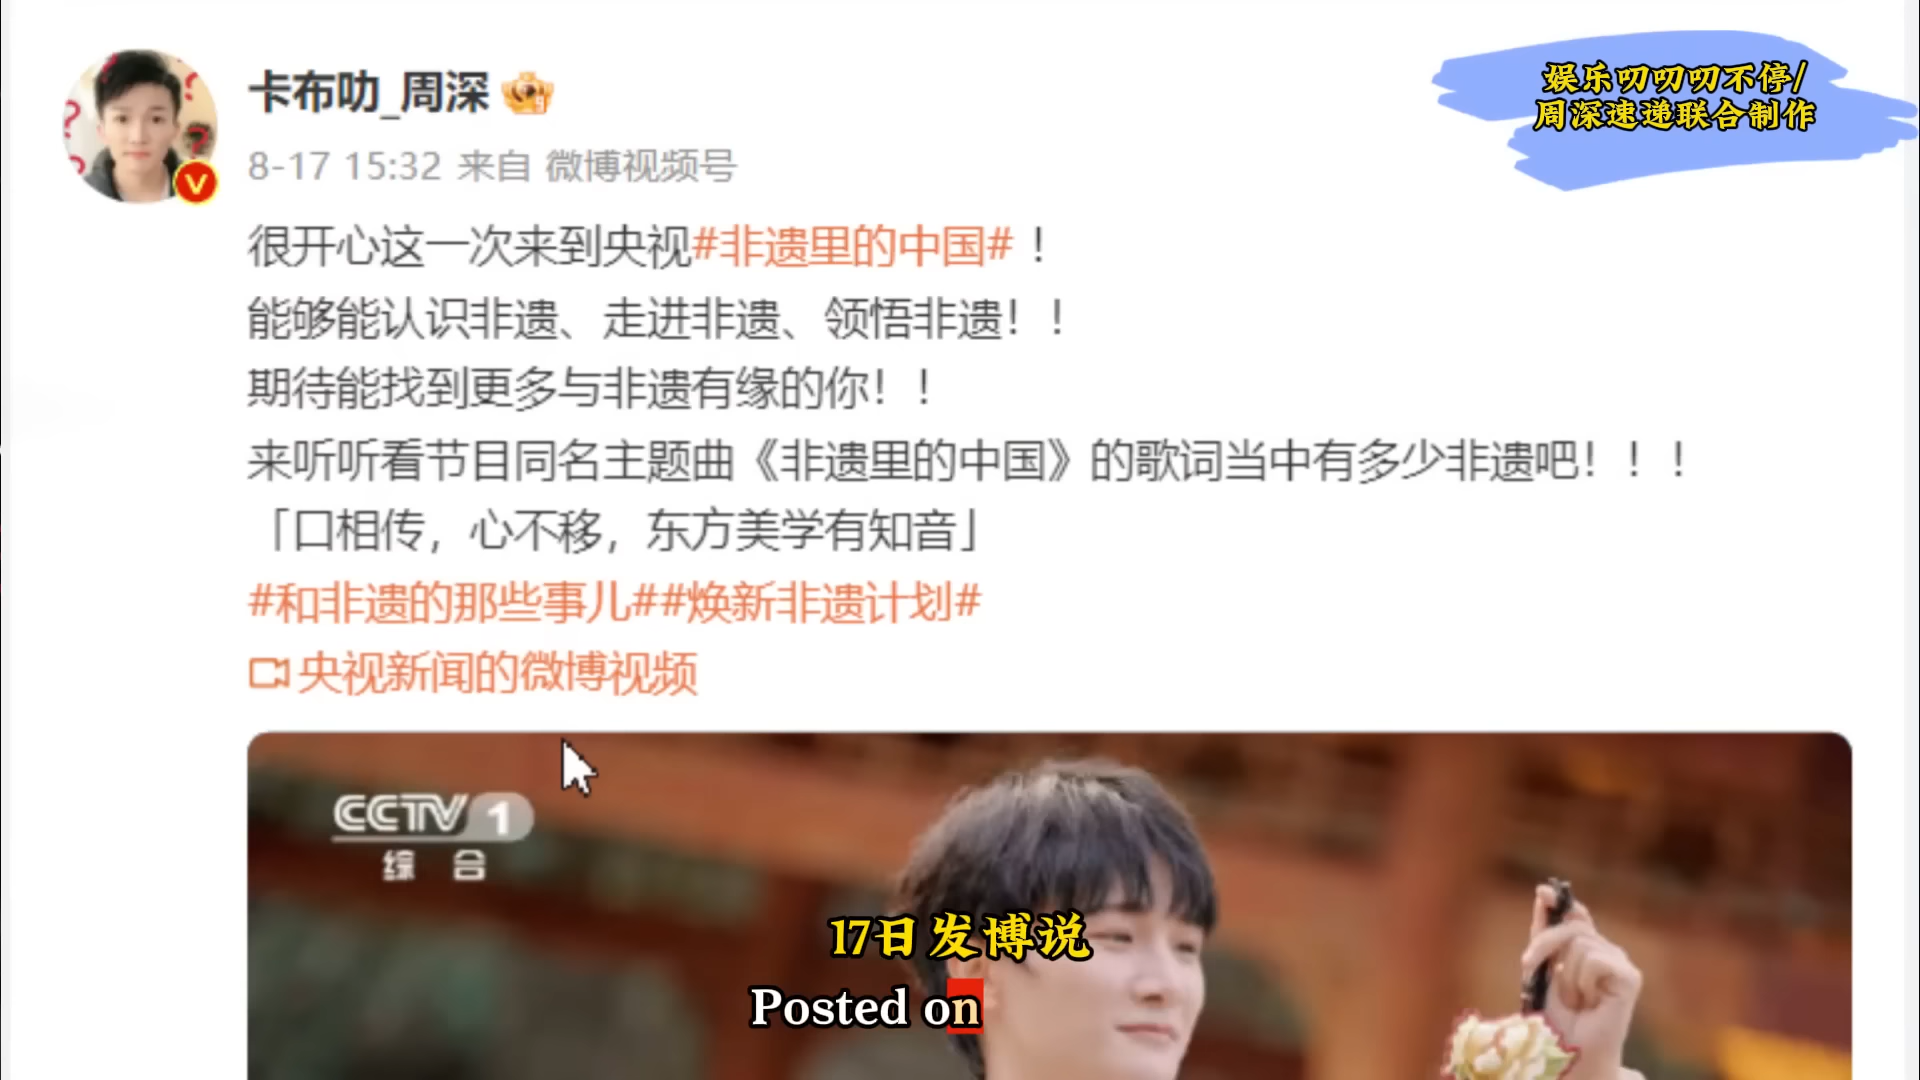 卡布叻_周深
8-17 15:32 来自 微博视频号
娱乐叨叨叨不停/
周深速递联合制作
很开心这一次来到央视#非遗里的中国# !
能够能认识非遗、走进非遗、领悟非遗！！
期待能找到更多与非遗有缘的你！！
来听听看节目同名主题曲《非遗里的中国》的歌词当中有多少非遗吧！！！
「口相传，心不移，东方美学有知音」
#和非遗的那些事儿##焕新非遗计划#
央视新闻的微博视频
CCTV 1
综合
17日发博说
Posted on